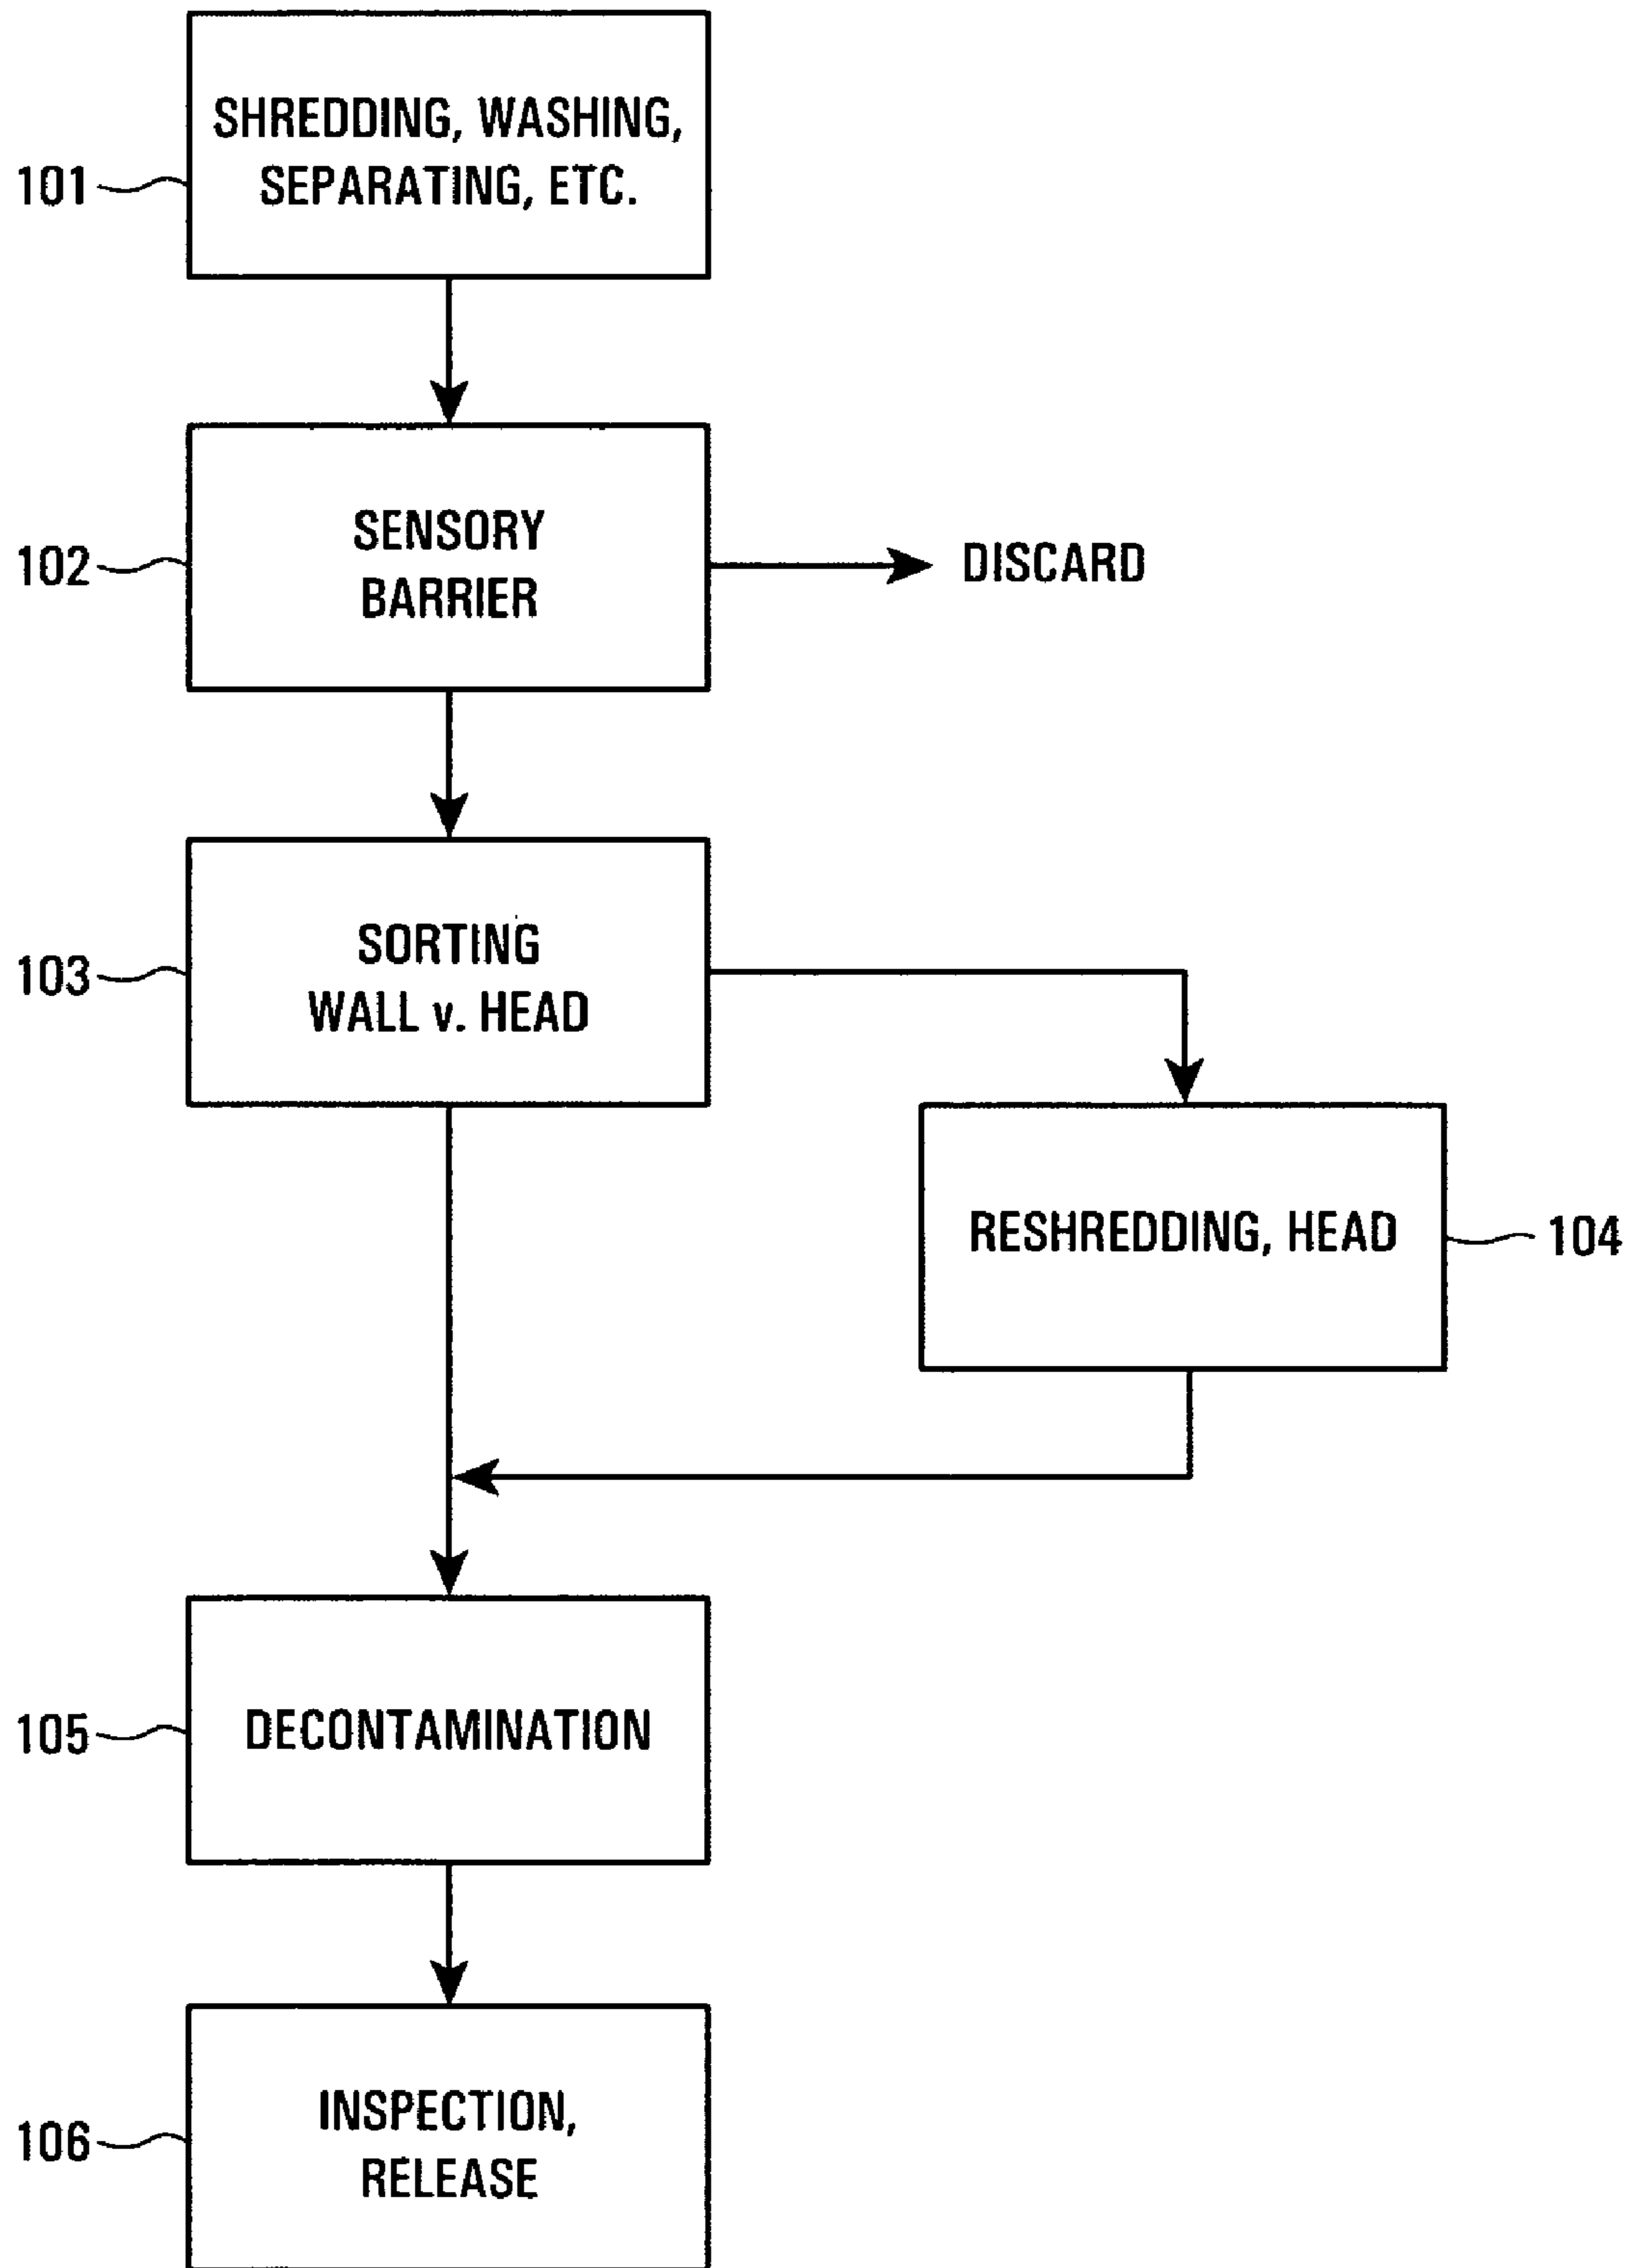 SHREDDING, WASHING,
SEPARATING, ETC.
101
SENSORY
BARRIER
102
DISCARD
SORTING
WALL v. HEAD
103
RESHREDDING, HEAD
104
DECONTAMINATION
105
INSPECTION,
RELEASE
106